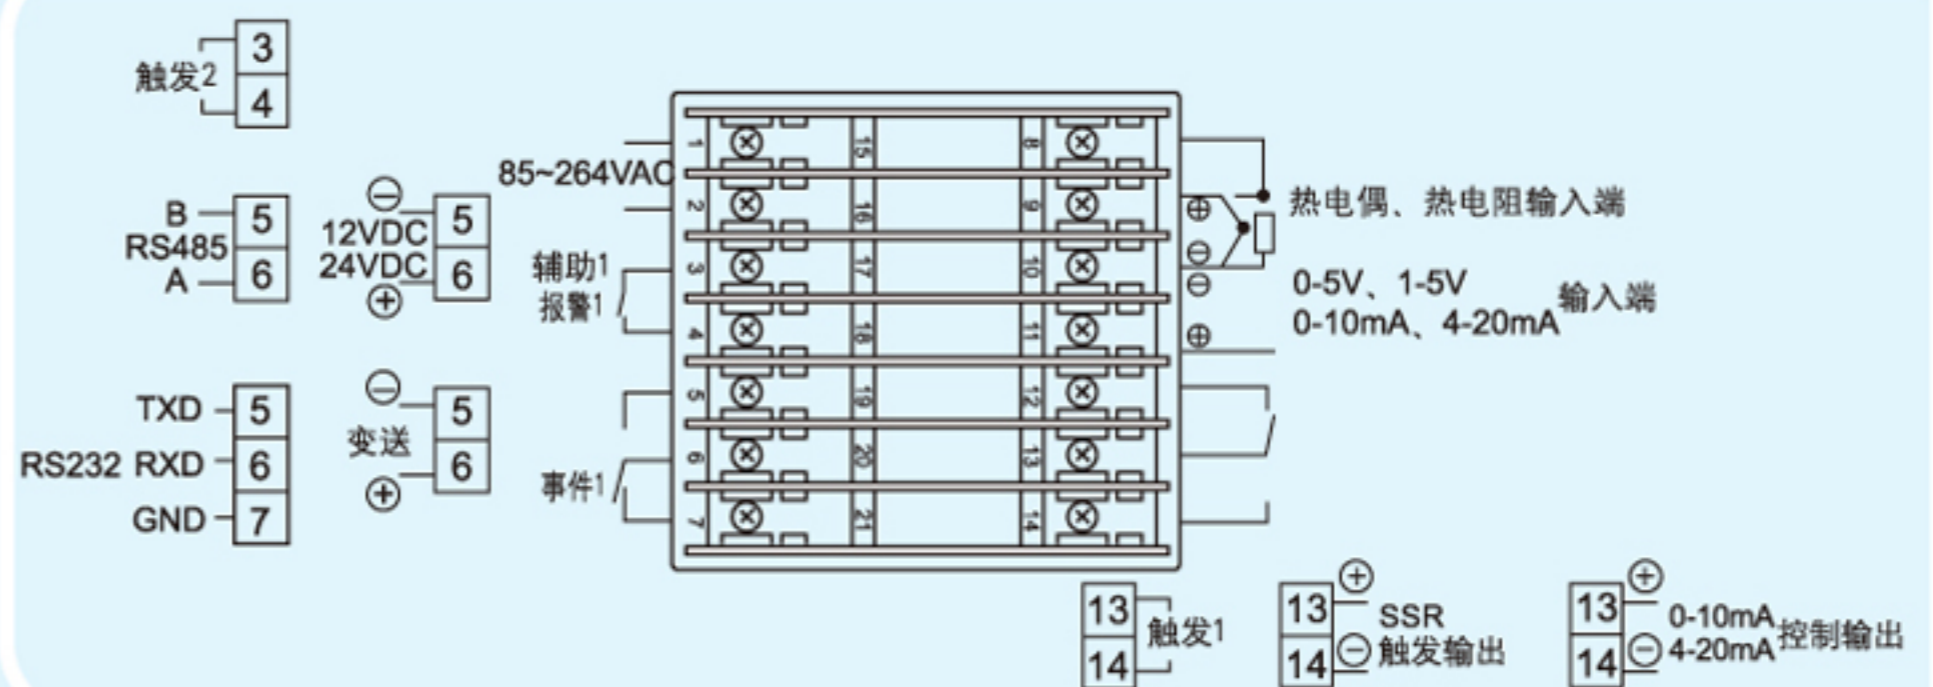 3
触发2
4
B
RS485
A
5
6
⊖
12VDC
24VDC
⊕
5
6
TXD
RS232 RXD
GND
5
6
7
⊖
变送
⊕
5
6
85~264VAC
辅助1
报警1
事件1
1
2
3
4
5
6
7
15
16
17
18
19
20
21
8
9
10
11
12
13
14
⊕
⊖
⊖
⊕
热电偶、热电阻输入端
0-5V、1-5V
0-10mA、4-20mA
输入端
13
触发1
14
⊕
13
SSR
14
⊖
触发输出
⊕
13
0-10mA
14
⊖
4-20mA
控制输出